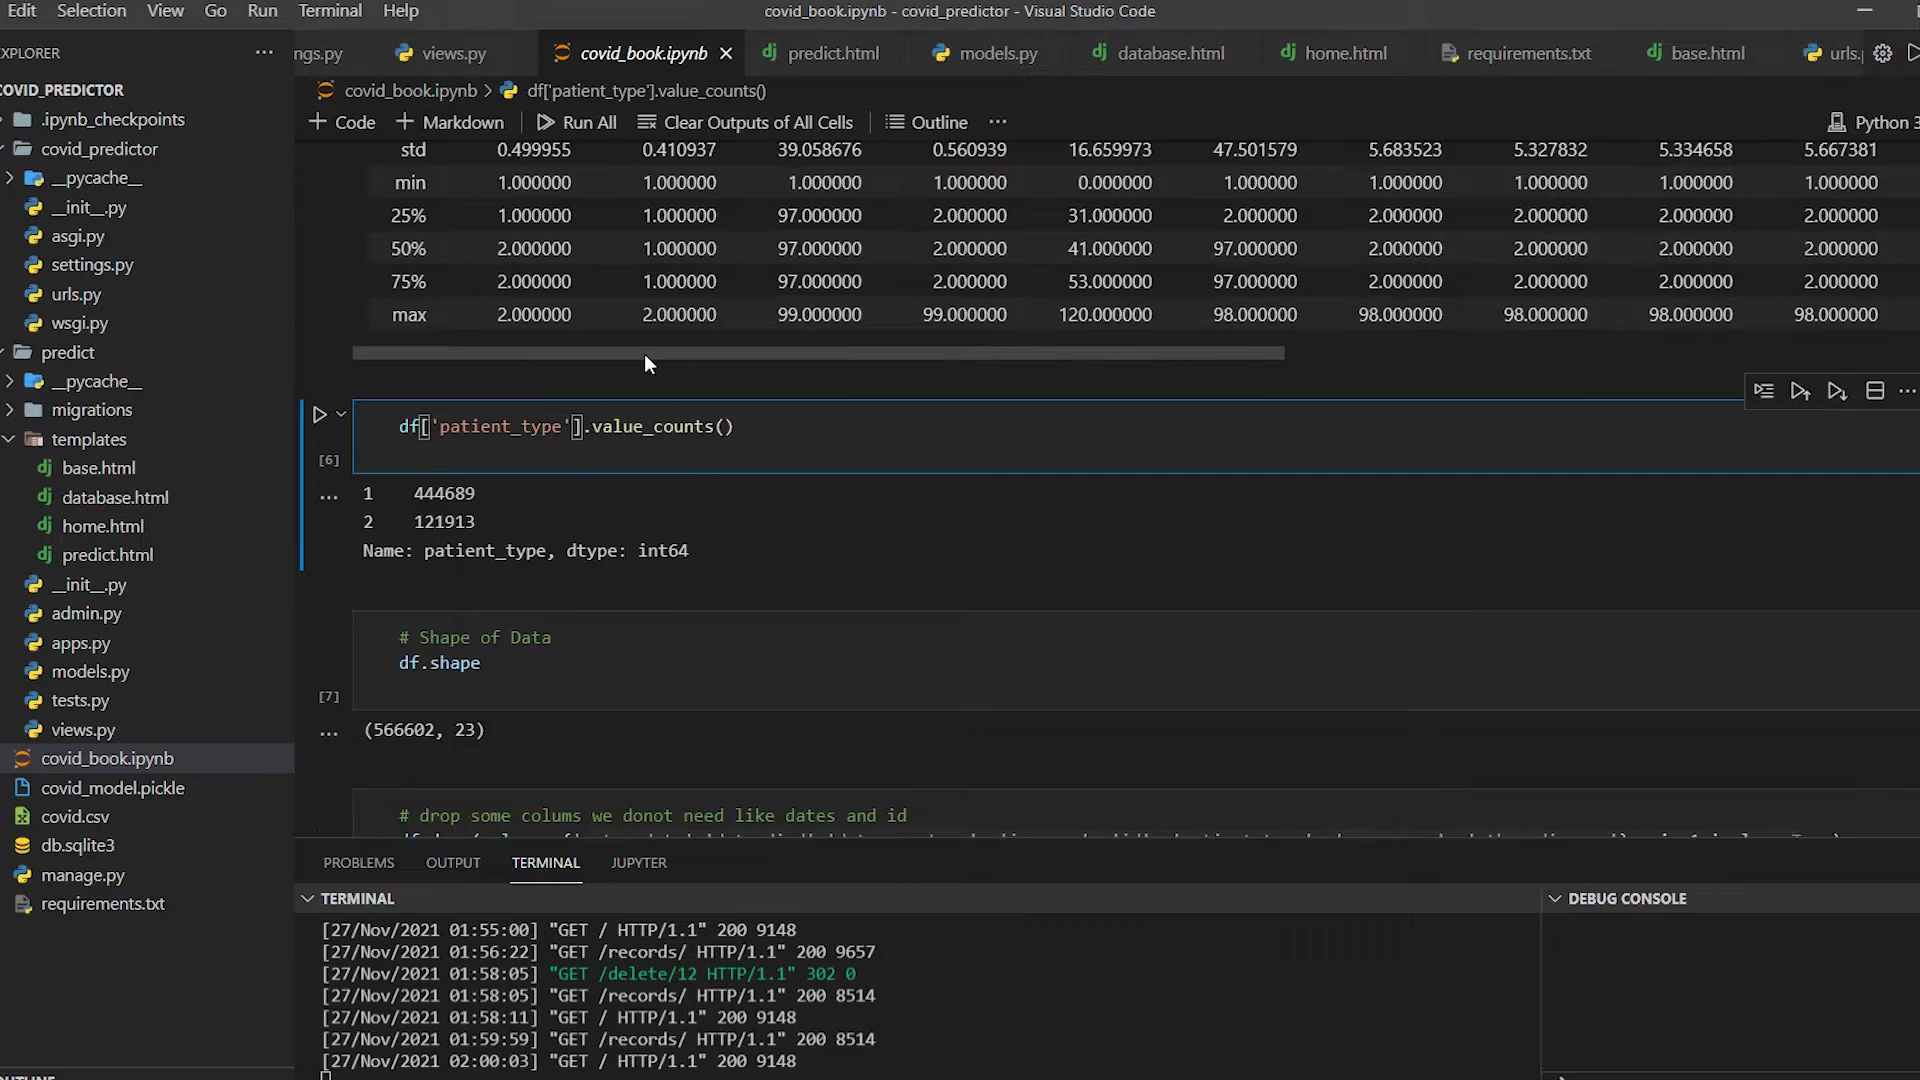 Edit Selection View Go Run Terminal Help
covid_book.ipynb - covid_predictor - Visual Studio Code
XPLORER
ngs.py views.py covid_book.ipynb predict.html models.py database.html home.html requirements.txt base.html urls.
covid_book.ipynb > df['patient_type'].value_counts()
+ Code + Markdown Run All Clear Outputs of All Cells Outline ... Python 3
COVID_PREDICTOR
.ipynb_checkpoints
covid_predictor
__pycache__
__init__.py
asgi.py
settings.py
urls.py
wsgi.py
predict
__pycache__
migrations
templates
base.html
database.html
home.html
predict.html
__init__.py
admin.py
apps.py
models.py
tests.py
views.py
covid_book.ipynb
covid_model.pickle
covid.csv
db.sqlite3
manage.py
requirements.txt
std 0.499955 0.410937 39.058676 0.560939 16.659973 47.501579 5.683523 5.327832 5.334658 5.667381
min 1.000000 1.000000 1.000000 1.000000 0.000000 1.000000 1.000000 1.000000 1.000000 1.000000
25% 1.000000 1.000000 97.000000 2.000000 31.000000 2.000000 2.000000 2.000000 2.000000 2.000000
50% 2.000000 1.000000 97.000000 2.000000 41.000000 97.000000 2.000000 2.000000 2.000000 2.000000
75% 2.000000 1.000000 97.000000 2.000000 53.000000 97.000000 2.000000 2.000000 2.000000 2.000000
max 2.000000 2.000000 99.000000 99.000000 120.000000 98.000000 98.000000 98.000000 98.000000 98.000000
df['patient_type'].value_counts()
[6]
1 444689
2 121913
Name: patient_type, dtype: int64
# Shape of Data
df.shape
[7]
(566602, 23)
# drop some colums we donot need like dates and id
PROBLEMS OUTPUT TERMINAL JUPYTER
TERMINAL
[27/Nov/2021 01:55:00] "GET / HTTP/1.1" 200 9148
[27/Nov/2021 01:56:22] "GET /records/ HTTP/1.1" 200 9657
[27/Nov/2021 01:58:05] "GET /delete/12 HTTP/1.1" 302 0
[27/Nov/2021 01:58:05] "GET /records/ HTTP/1.1" 200 8514
[27/Nov/2021 01:58:11] "GET / HTTP/1.1" 200 9148
[27/Nov/2021 01:59:59] "GET /records/ HTTP/1.1" 200 8514
[27/Nov/2021 02:00:03] "GET / HTTP/1.1" 200 9148
DEBUG CONSOLE